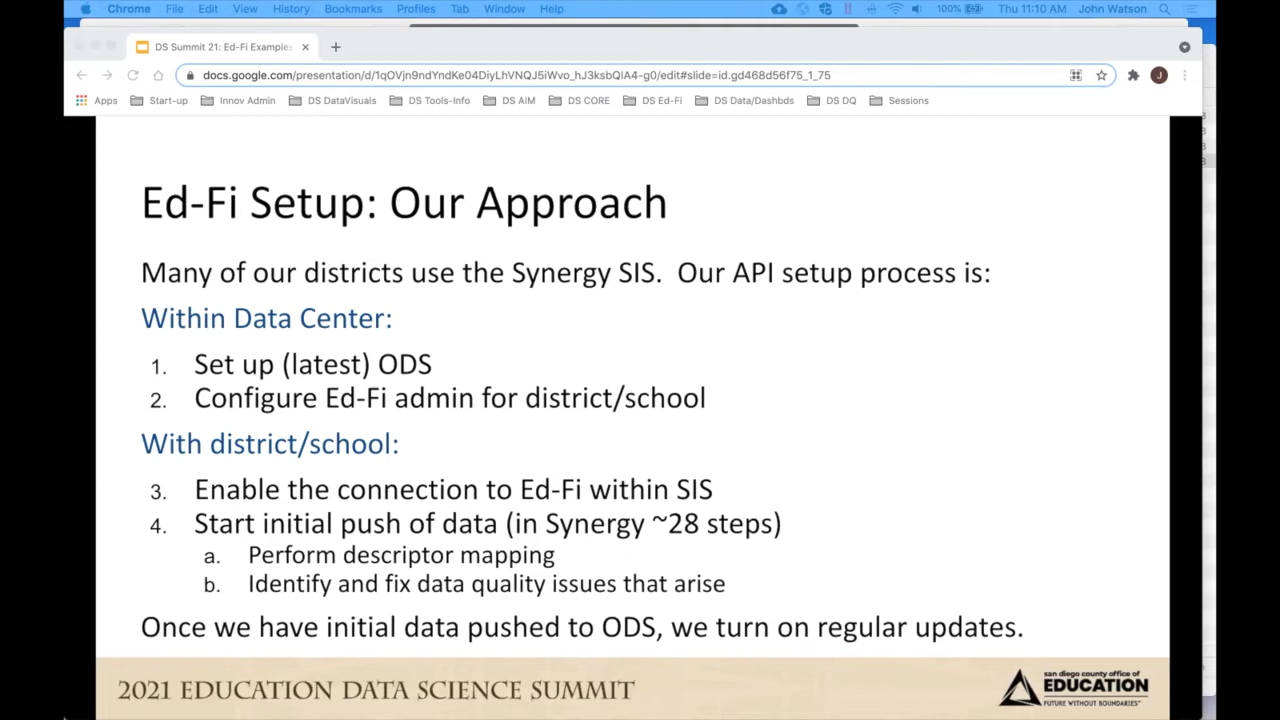 Chrome File Edit View History Bookmarks Profiles Tab Window Help 100% Thu 11:10 AM John Watson
DS Summit 21: Ed-Fi Examples
docs.google.com/presentation/d/1qOVjn9ndYndKe04DiyLhVNQJ5iWvo_hJ3ksbQIA4-g0/edit#slide=id.gd468d56f75_1_75
J
Apps Start-up Innov Admin DS DataVisuals DS Tools-Info DS AIM DS CORE DS Ed-Fi DS Data/Dashbds DS DQ Sessions
Ed-Fi Setup: Our Approach
Many of our districts use the Synergy SIS. Our API setup process is:
Within Data Center:
1. Set up (latest) ODS
2. Configure Ed-Fi admin for district/school
With district/school:
3. Enable the connection to Ed-Fi within SIS
4. Start initial push of data (in Synergy ~28 steps)
a. Perform descriptor mapping
b. Identify and fix data quality issues that arise
Once we have initial data pushed to ODS, we turn on regular updates.
2021 EDUCATION DATA SCIENCE SUMMIT
san diego county office of
EDUCATION
FUTURE WITHOUT BOUNDARIES™